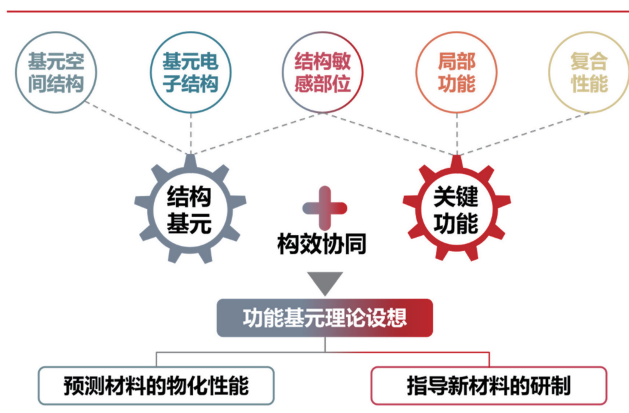 基元空
间结构
基元电
子结构
结构敏
感部位
局部
功能
复合
性能
结构
基元
关键
功能
构效协同
功能基元理论设想
预测材料的物化性能
指导新材料的研制